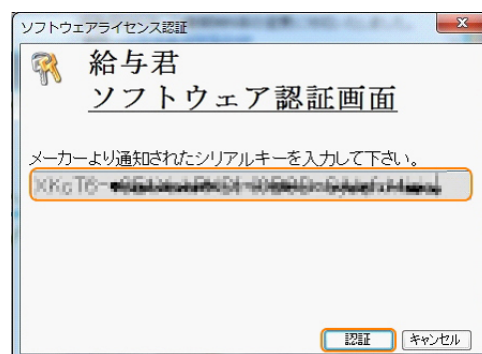 ソフトウェアライセンス認証
給与君
ソフトウェア認証画面
メーカーより通知されたシリアルキーを入力して下さい。
認証
キャンセル